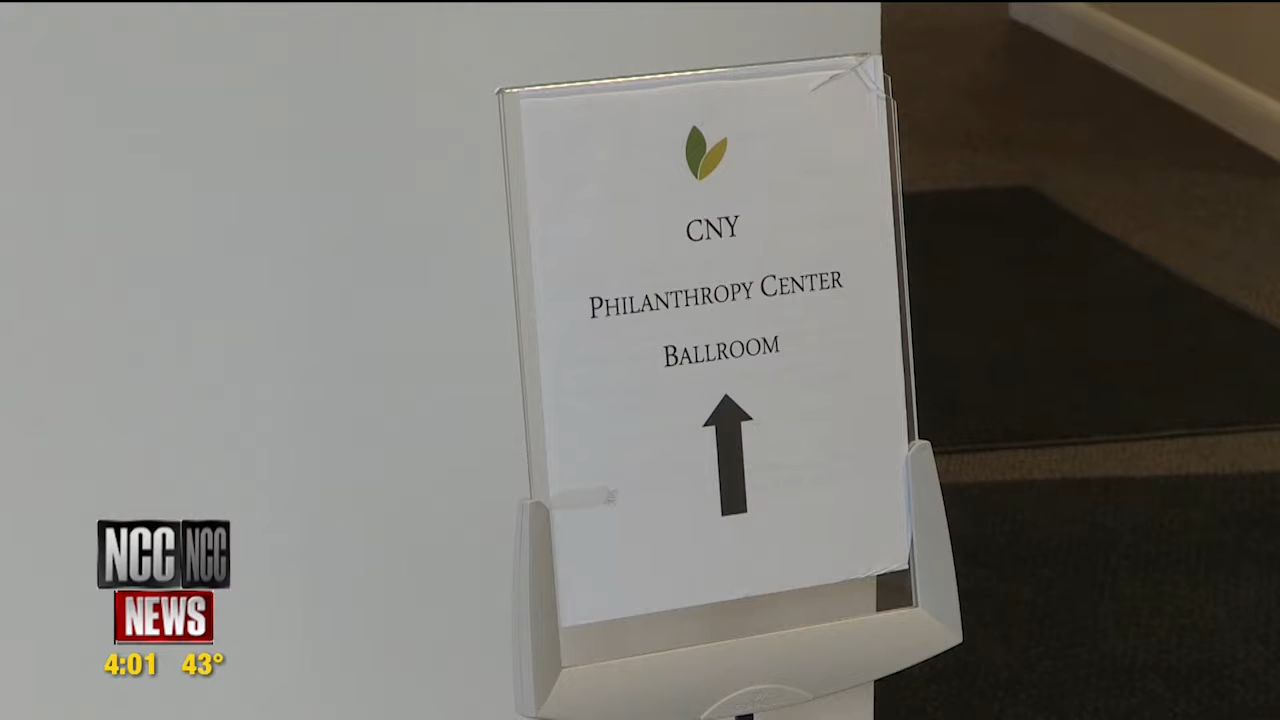 CNY
PHILANTHROPY CENTER
BALLROOM
NCC NCC
NEWS
4:01 43°